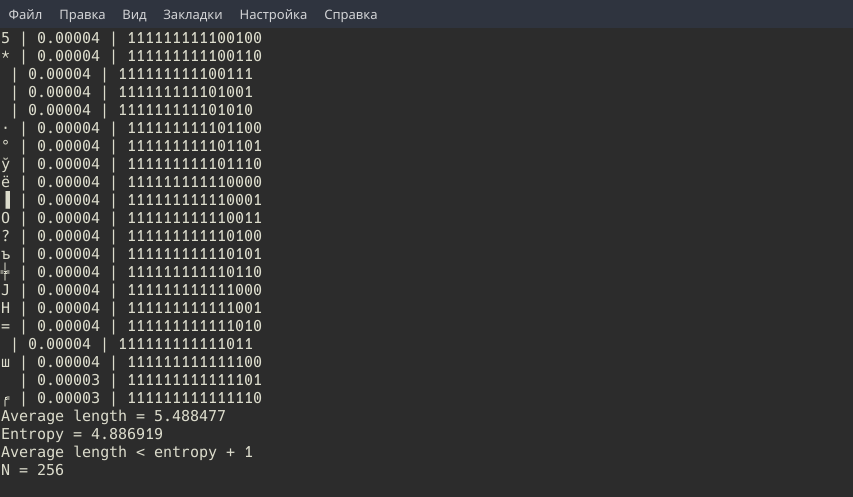 Файл Правка Вид Закладки Настройка Справка
5 | 0.00004 | 111111111100100
* | 0.00004 | 111111111100110
| 0.00004 | 111111111100111
| 0.00004 | 111111111101001
| 0.00004 | 111111111101010
· | 0.00004 | 111111111101100
° | 0.00004 | 111111111101101
ў | 0.00004 | 111111111101110
ё | 0.00004 | 111111111110000
▐ | 0.00004 | 111111111110001
O | 0.00004 | 111111111110011
? | 0.00004 | 111111111110100
ъ | 0.00004 | 111111111110101
╪ | 0.00004 | 111111111110110
J | 0.00004 | 111111111111000
H | 0.00004 | 111111111111001
= | 0.00004 | 111111111111010
| 0.00004 | 111111111111011
ш | 0.00004 | 111111111111100
| 0.00003 | 111111111111101
╒ | 0.00003 | 111111111111110
Average length = 5.488477
Entropy = 4.886919
Average length < entropy + 1
N = 256